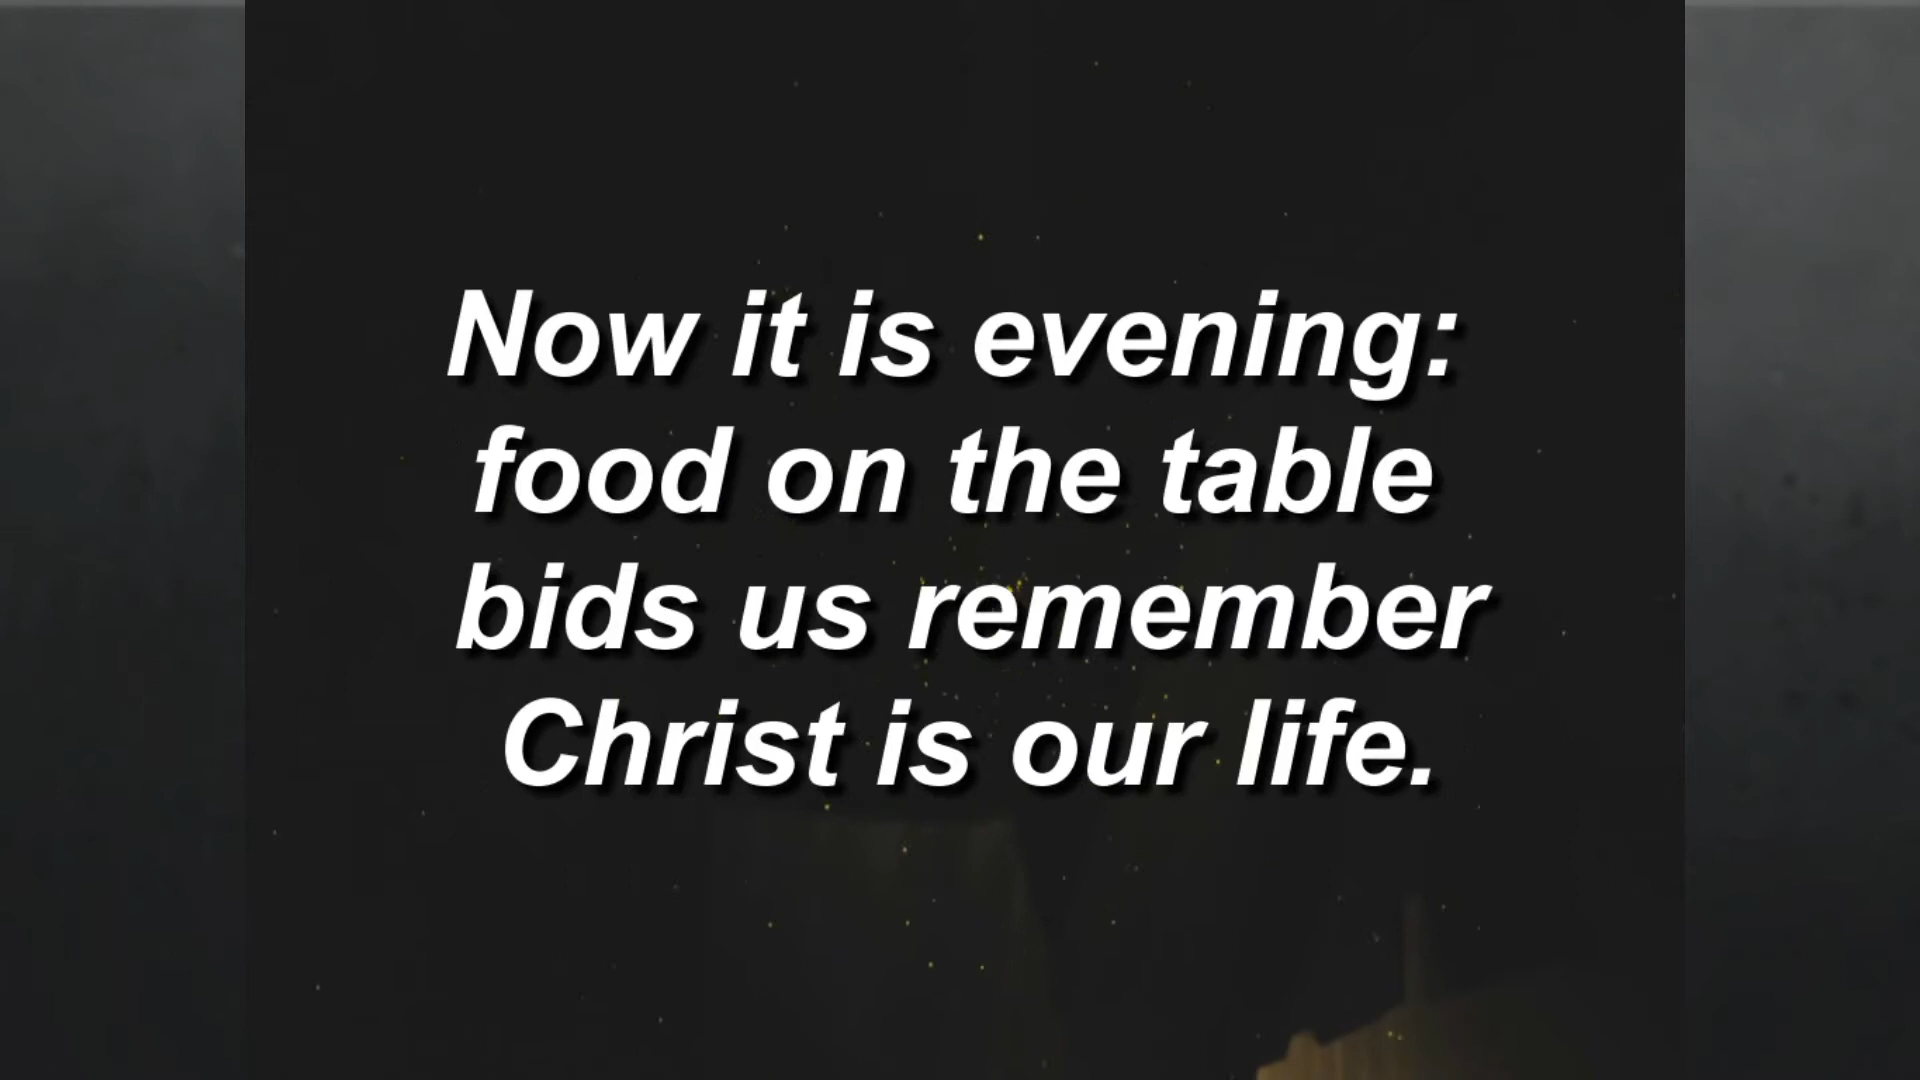 Now it is evening:
food on the table
bids us remember
Christ is our life.